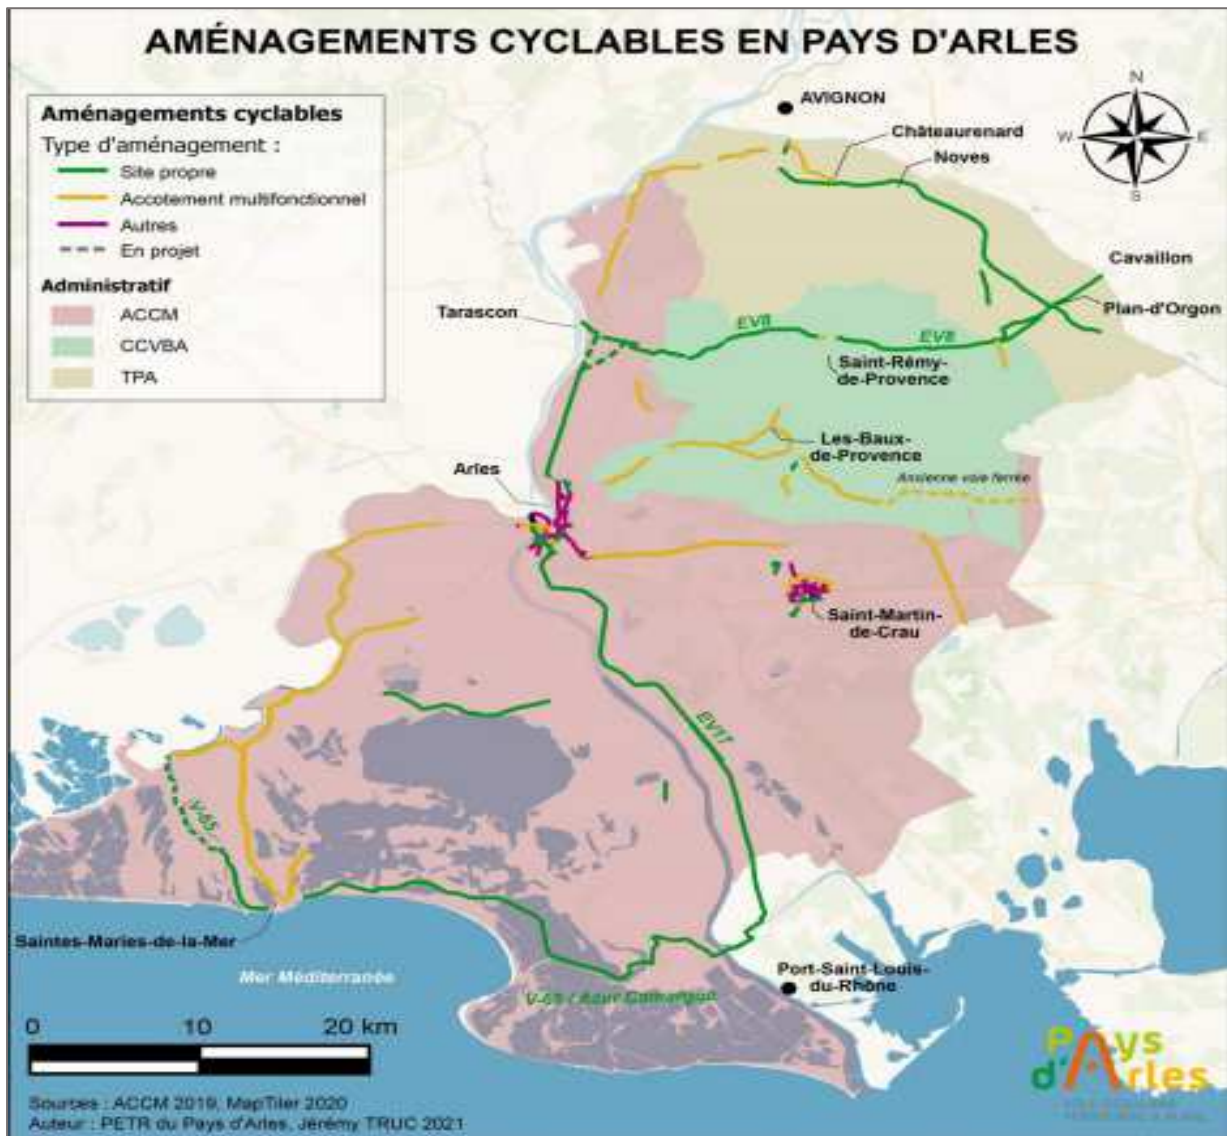 AMÉNAGEMENTS CYCLABLES EN PAYS D'ARLES
Aménagements cyclables
Type d'aménagement :
Site propre
Accotement multifonctionnel
Autres
En projet
Administratif
ACCM
CCVBA
TPA
AVIGNON
Châteaurenard
Noves
N
W
E
S
Cavaillon
Plan-d'Orgon
Tarascon
EV8
EV8
Saint-Rémy-
de-Provence
Les-Baux-
de-Provence
Ancienne voie ferrée
Arles
Saint-Martin-
de-Crau
EV17
V-65
Saintes-Maries-de-la-Mer
Mer Méditerranée
Port-Saint-Louis-
du-Rhône
V-65 /
0 10 20 km
Sources : ACCM 2019, MapTiler 2020
Auteur : PETR du Pays d'Arles, Jérémy TRUC 2021
Pays
d'Arles